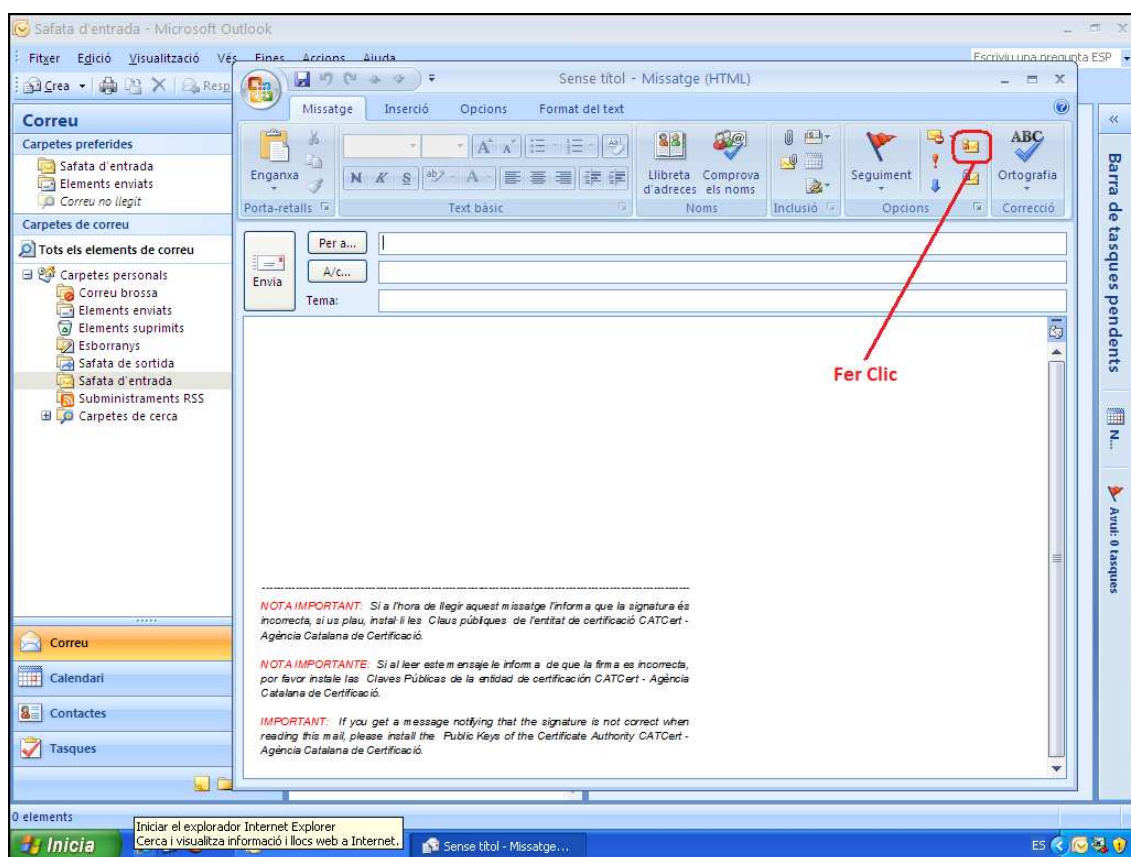 Safata d'entrada - Microsoft Outlook
Fitxer Edició Visualització Vés Eines Accions Ajuda
Escriviu una pregunta ESP
Crea
Resp
Sense títol - Missatge (HTML)
Missatge Inserció Opcions Format del text
Enganxa
Llibreta d'adreces
Comprova els noms
Seguiment
ABC
Ortografia
Porta-retalls
Text bàsic
Noms
Inclusió
Opcions
Correcció
N K S
Correu
Carpetes preferides
Safata d'entrada
Elements enviats
Correu no llegit
Carpetes de correu
Tots els elements de correu
Carpetes personals
Correu brossa
Elements enviats
Elements suprimits
Esborranys
Safata de sortida
Safata d'entrada
Subministraments RSS
Carpetes de cerca
Envia
Per a...
A/c...
Tema:
Fer Clic
NOTA IMPORTANT: Si a l'hora de llegir aquest missatge l'informa que la signatura és
incorrecta, si us plau, instal·li les Claus públiques de l'entitat de certificació CATCert -
Agència Catalana de Certificació.
NOTA IMPORTANTE: Si al leer este mensaje le informa de que la firma es incorrecta,
por favor instale las Claves Públicas de la entidad de certificación CATCert - Agència
Catalana de Certificació.
IMPORTANT: If you get a message notifying that the signature is not correct when
reading this mail, please install the Public Keys of the Certificate Authority CATCert -
Agència Catalana de Certificació.
Barra de tasques pendents
N...
Avui: 0 tasques
Correu
Calendari
Contactes
Tasques
0 elements
Iniciar el explorador Internet Explorer
Cerca i visualitza informació i llocs web a Internet.
Inicia
Sense títol - Missatge...
ES